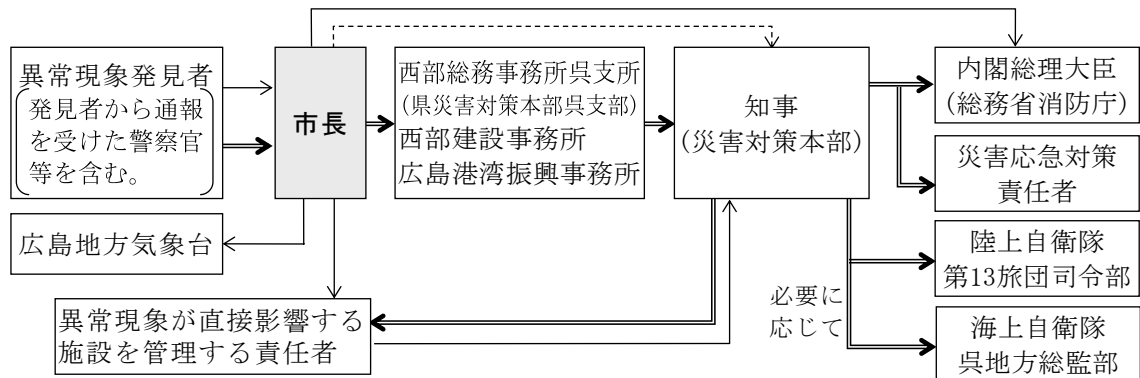 異常現象発見者
発見者から通報
を受けた警察官
等を含む。
市長
西部総務事務所呉支所
(県災害対策本部呉支部)
西部建設事務所
広島港湾振興事務所
知事
(災害対策本部)
内閣総理大臣
(総務省消防庁)
災害応急対策
責任者
広島地方気象台
陸上自衛隊
第13旅団司令部
異常現象が直接影響する
施設を管理する責任者
必要に
応じて
海上自衛隊
呉地方総監部